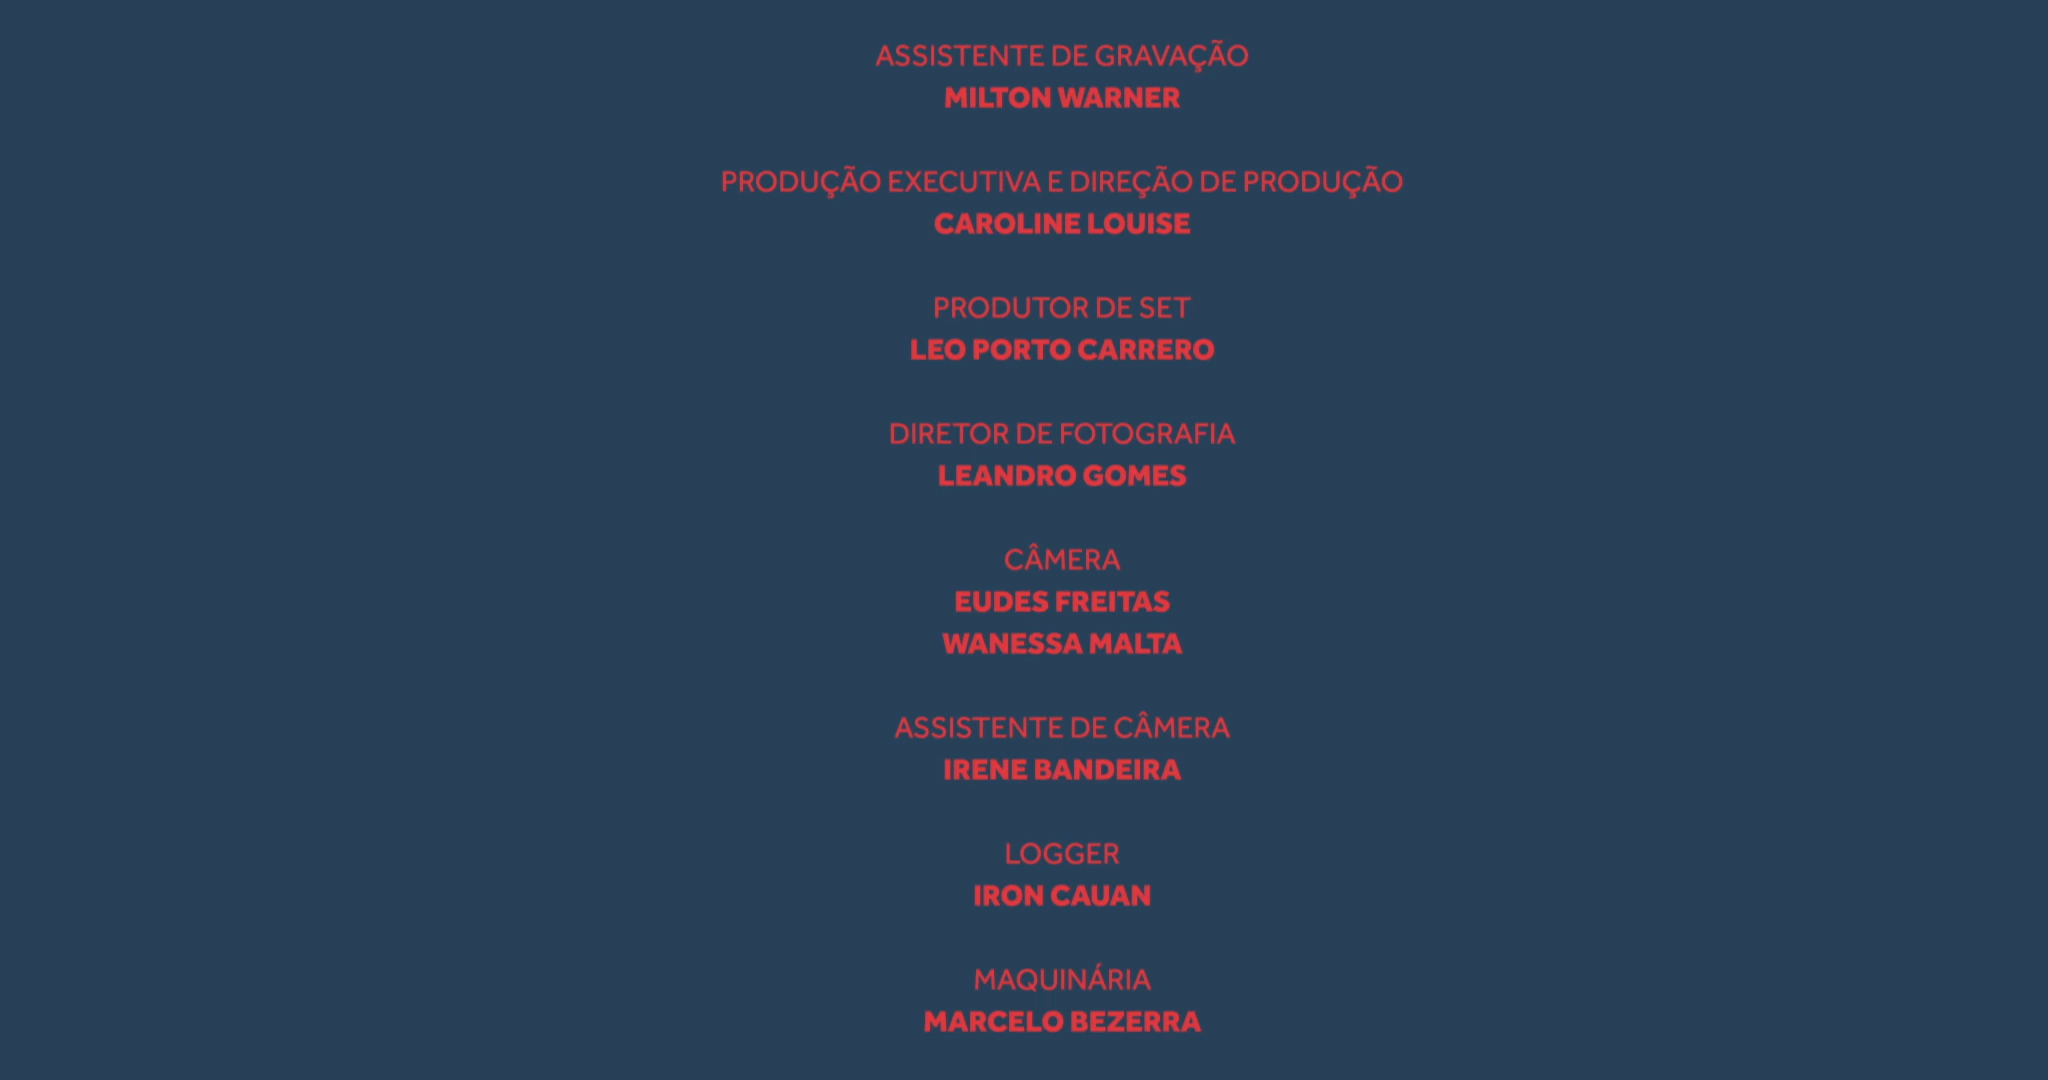 ASSISTENTE DE GRAVAÇÃO
MILTON WARNER
PRODUÇÃO EXECUTIVA E DIREÇÃO DE PRODUÇÃO
CAROLINE LOUISE
PRODUTOR DE SET
LEO PORTO CARRERO
DIRETOR DE FOTOGRAFIA
LEANDRO GOMES
CÂMERA
EUDES FREITAS
WANESSA MALTA
ASSISTENTE DE CÂMERA
IRENE BANDEIRA
LOGGER
IRON CAUAN
MAQUINÁRIA
MARCELO BEZERRA